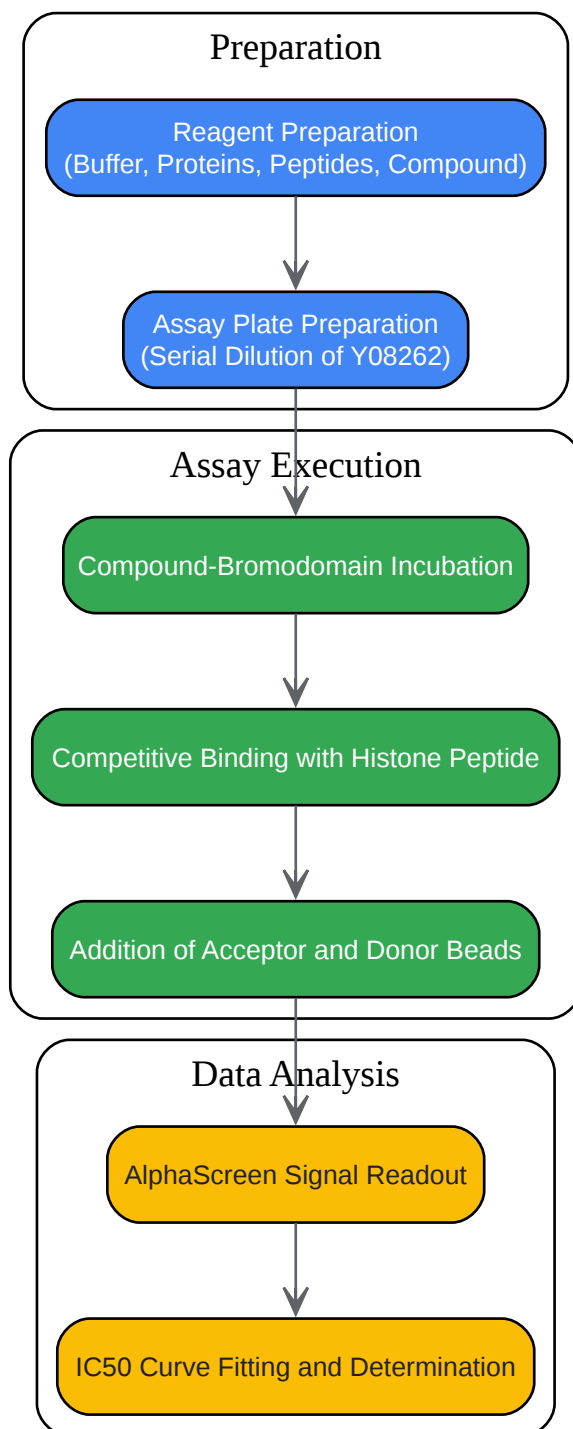 Preparation
Reagent Preparation
(Buffer, Proteins, Peptides, Compound)
Assay Plate Preparation
(Serial Dilution of Y08262)
Assay Execution
Compound-Bromodomain Incubation
Competitive Binding with Histone Peptide
Addition of Acceptor and Donor Beads
Data Analysis
AlphaScreen Signal Readout
IC50 Curve Fitting and Determination